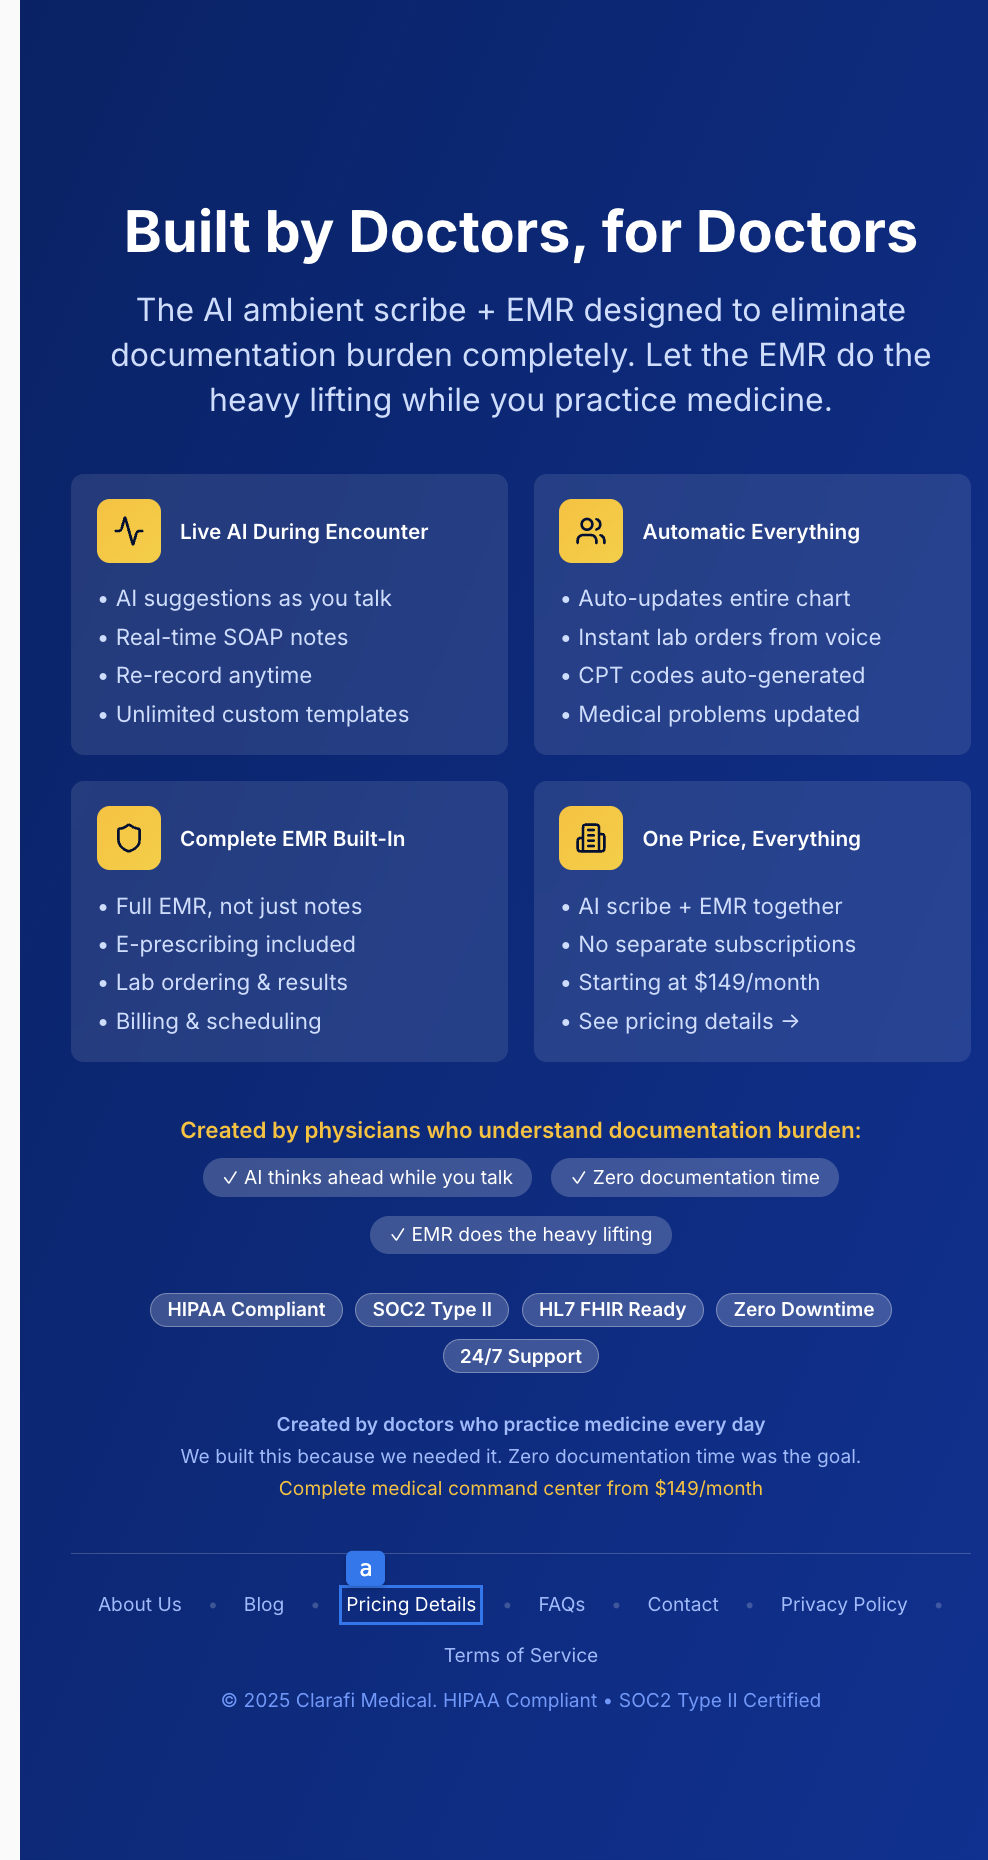 Built by Doctors, for Doctors
The AI ambient scribe + EMR designed to eliminate
documentation burden completely. Let the EMR do the
heavy lifting while you practice medicine.
Live AI During Encounter
• AI suggestions as you talk
• Real-time SOAP notes
• Re-record anytime
• Unlimited custom templates
Automatic Everything
• Auto-updates entire chart
• Instant lab orders from voice
• CPT codes auto-generated
• Medical problems updated
Complete EMR Built-In
• Full EMR, not just notes
• E-prescribing included
• Lab ordering & results
• Billing & scheduling
One Price, Everything
• AI scribe + EMR together
• No separate subscriptions
• Starting at $149/month
• See pricing details →
Created by physicians who understand documentation burden:
✓ AI thinks ahead while you talk
✓ Zero documentation time
✓ EMR does the heavy lifting
HIPAA Compliant
SOC2 Type II
HL7 FHIR Ready
Zero Downtime
24/7 Support
Created by doctors who practice medicine every day
We built this because we needed it. Zero documentation time was the goal.
Complete medical command center from $149/month
a
About Us • Blog • Pricing Details • FAQs • Contact • Privacy Policy •
Terms of Service
© 2025 Clarafi Medical. HIPAA Compliant • SOC2 Type II Certified